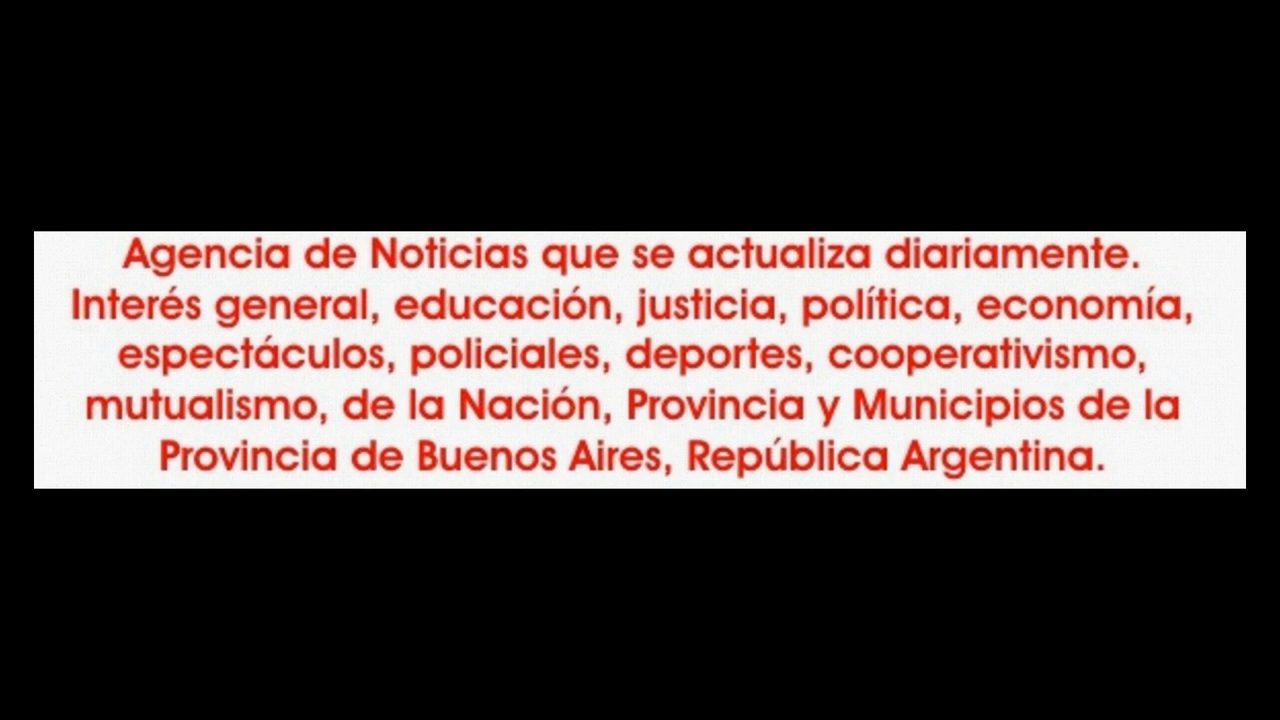 Agencia de Noticias que se actualiza diariamente.
Interés general, educación, justicia, política, economía,
espectáculos, policiales, deportes, cooperativismo,
mutualismo, de la Nación, Provincia y Municipios de la
Provincia de Buenos Aires, República Argentina.